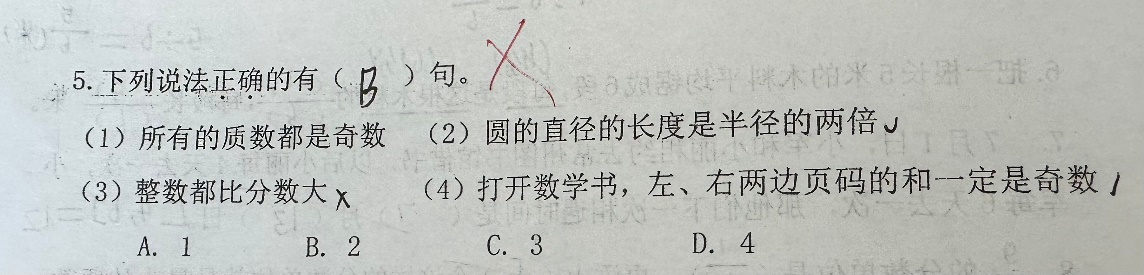 5. 下列说法正确的有（ B ）句。
（1）所有的质数都是奇数 （2）圆的直径的长度是半径的两倍✓
（3）整数都比分数大× （4）打开数学书，左、右两边页码的和一定是奇数
A. 1 B. 2 C. 3 D. 4